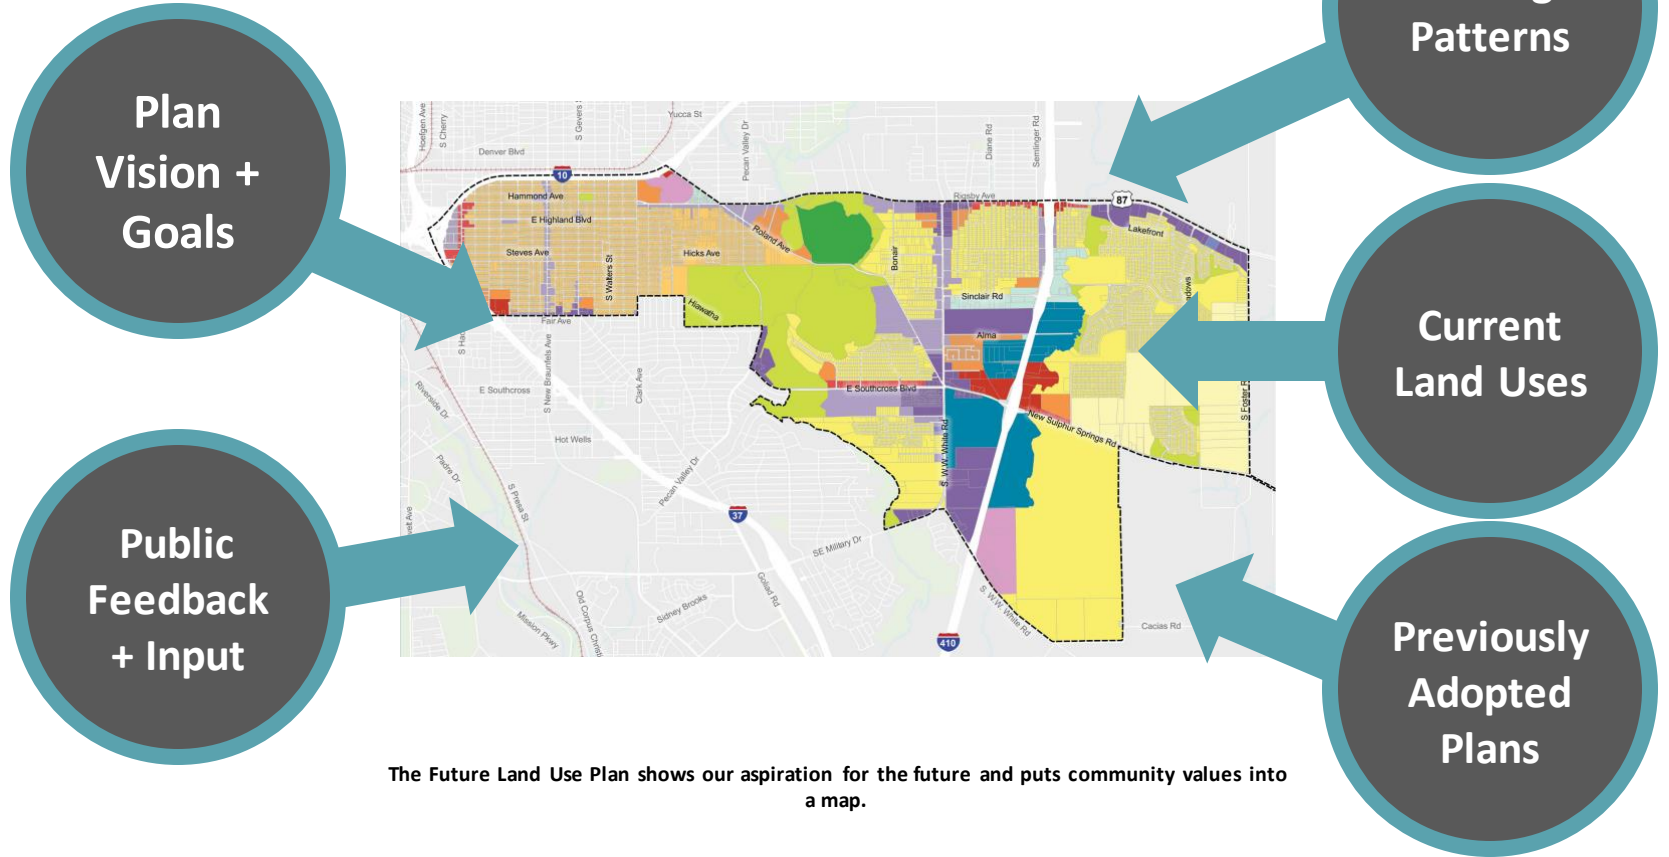 Patterns
Plan
Vision +
Goals
Current
Land Uses
Public
Feedback
+ Input
Previously
Adopted
Plans
Hoefgen Ave
S Cherry
S Gevers
Yucca St
Denver Blvd
Pecan Valley Dr
Diane Rd
Semlinger Rd
10
Hammond Ave
Rigsby Ave
87
E Highland Blvd
Roland Ave
Lakefront
Steves Ave
S Walters St
Hicks Ave
Bonair
Sinclair Rd
Hiawatha
Fair Ave
Alma
S New Braunfels Ave
Clark Ave
E Southcross
E Southcross Blvd
S Foster R
Riverside Dr
New Sulphur Springs Rd
Hot Wells
S. W.W. White Rd
Padre Dr
Pecan Valley Dr
S Presa St
37
SE Military Dr
Goliad Rd
Old Corpus Christi
Sidney Brooks
S. W.W. White Rd
Mission Pkwy
410
Cacias Rd
The Future Land Use Plan shows our aspiration for the future and puts community values into
a map.